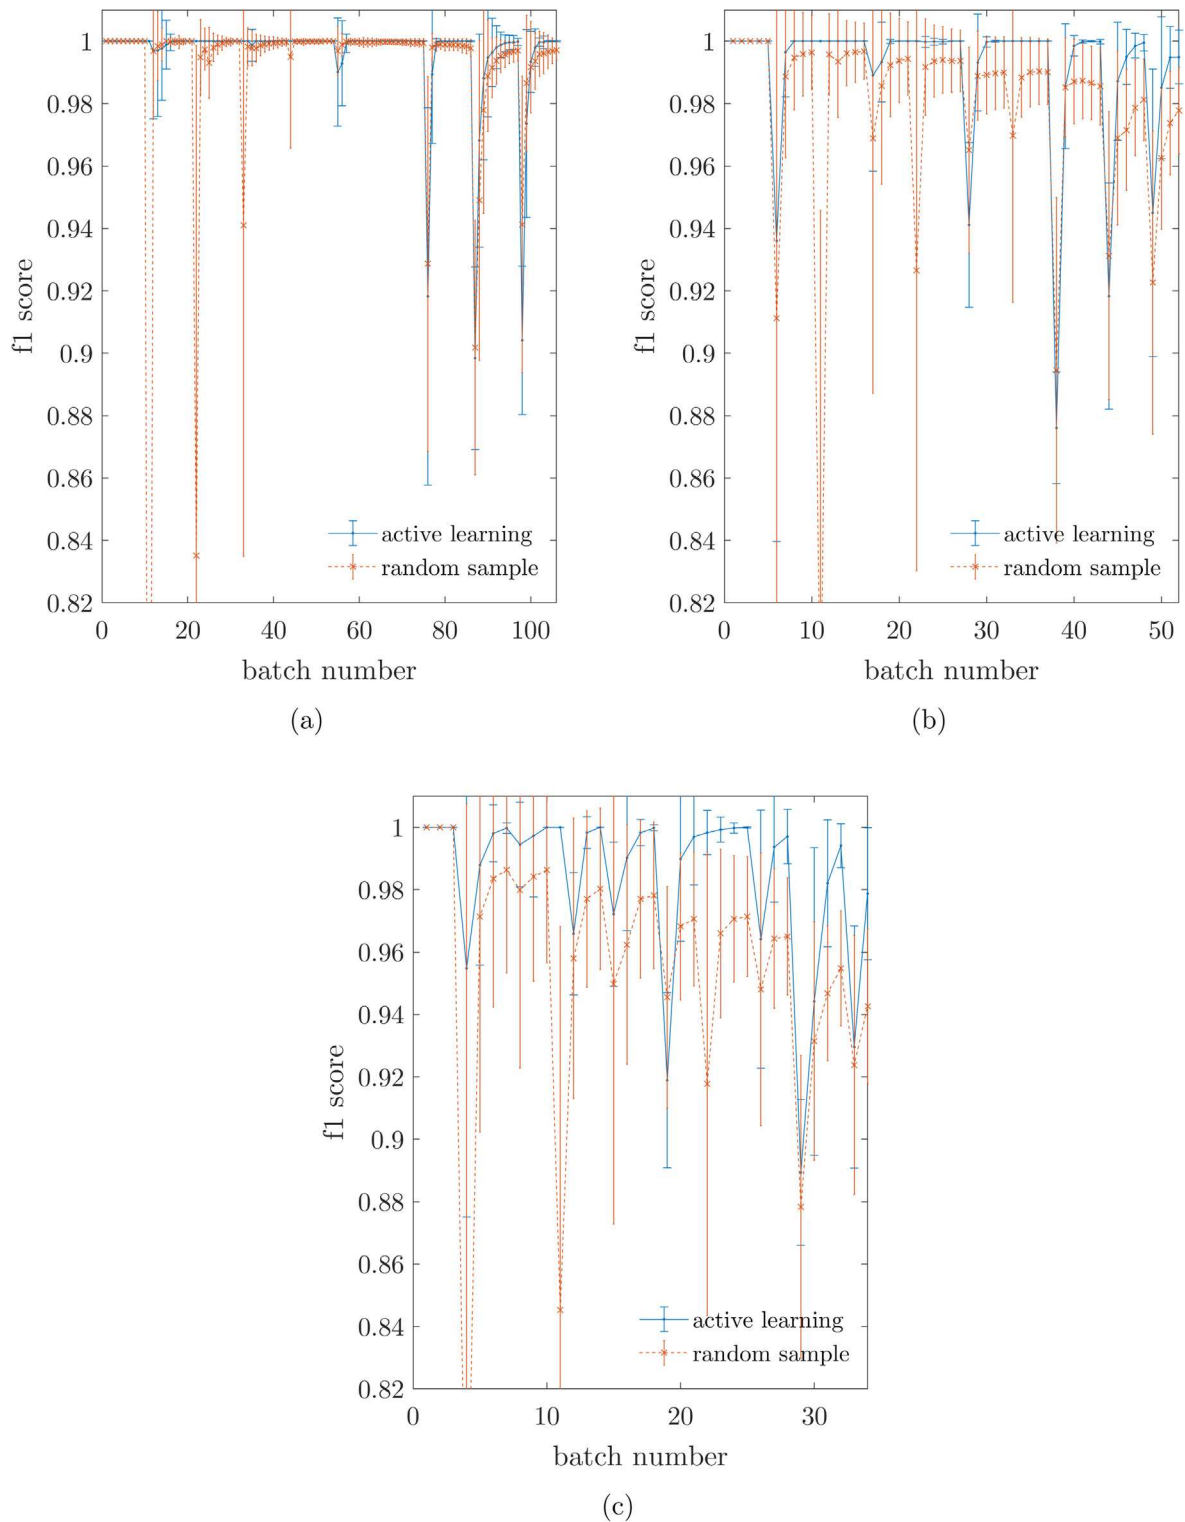 1
0.98
0.96
0.94
0.92
0.9
0.88
0.86
0.84
0.82
f1 score
0 20 40 60 80 100
batch number
active learning
random sample
(a)
1
0.98
0.96
0.94
0.92
0.9
0.88
0.86
0.84
0.82
f1 score
0 10 20 30 40 50
batch number
active learning
random sample
(b)
1
0.98
0.96
0.94
0.92
0.9
0.88
0.86
0.84
0.82
f1 score
0 10 20 30
batch number
active learning
random sample
(c)